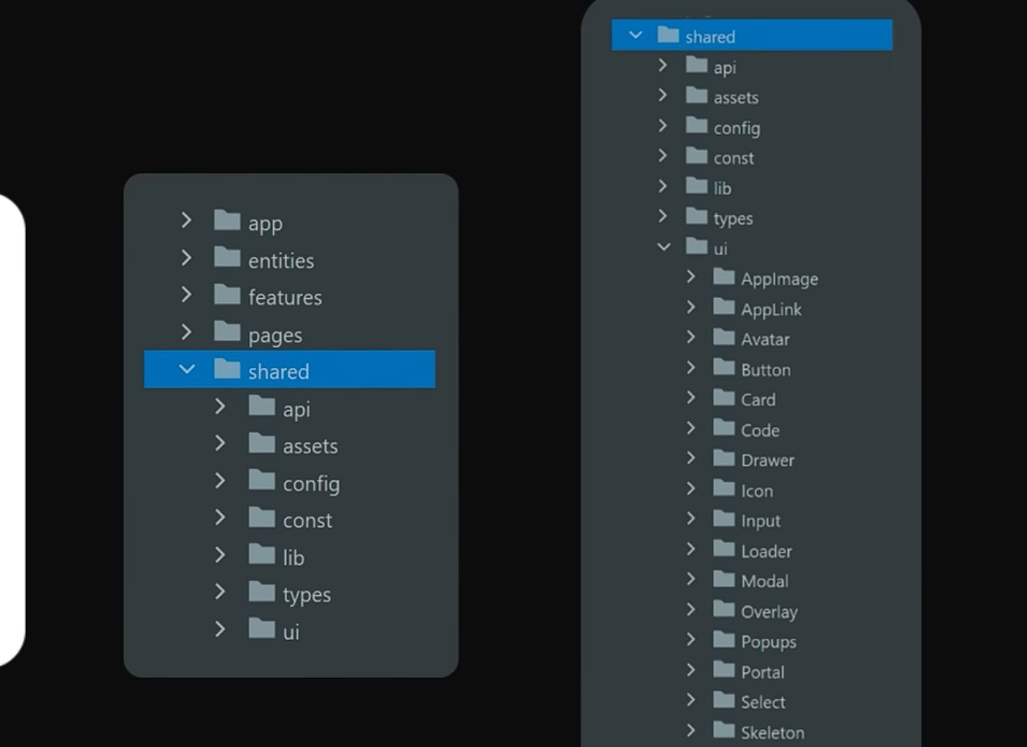 app
entities
features
pages
shared
api
assets
config
const
lib
types
ui
shared
api
assets
config
const
lib
types
ui
AppImage
AppLink
Avatar
Button
Card
Code
Drawer
Icon
Input
Loader
Modal
Overlay
Popups
Portal
Select
Skeleton